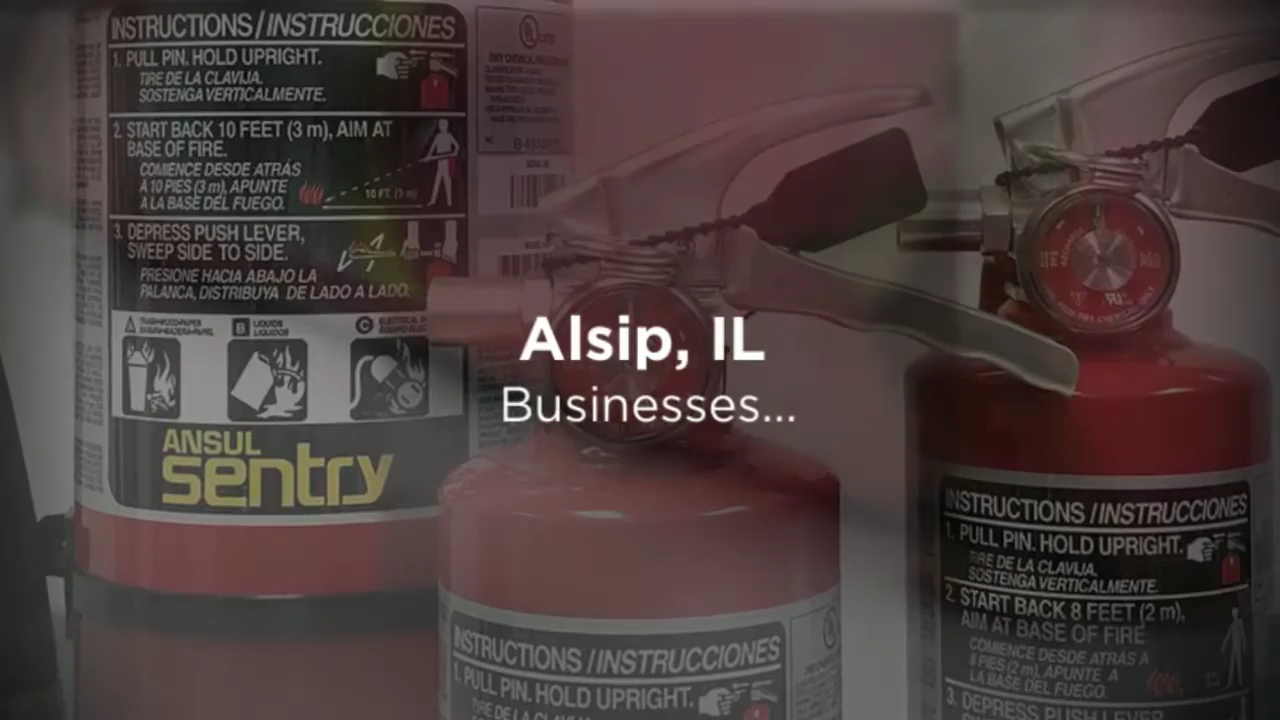 INSTRUCTIONS/INSTRUCCIONES
1. PULL PIN. HOLD UPRIGHT.
TIRE DE LA CLAVIJA.
SOSTENGA VERTICALMENTE.
2. START BACK 10 FEET (3 m), AIM AT
BASE OF FIRE.
COMIENCE DESDE ATRÁS
A 10 PIES (3 m), APUNTE
A LA BASE DEL FUEGO.
10 FT. (3 m)
3. DEPRESS PUSH LEVER,
SWEEP SIDE TO SIDE.
PRESIONE HACIA ABAJO LA
PALANCA, DISTRIBUYA DE LADO A LADO.
A
B LIQUIDS
LIQUIDOS
C
ANSUL
sentry
Alsip, IL
Businesses...
INSTRUCTIONS/INSTRUCCIONES
1. PULL PIN. HOLD UPRIGHT.
INSTRUCTIONS/INSTRUCCIONES
1. PULL PIN. HOLD UPRIGHT.
TIRE DE LA CLAVIJA,
SOSTENGA VERTICALMENTE.
2. START BACK 8 FEET (2 m),
AIM AT BASE OF FIRE
COMIENCE DESDE ATRÁS A
8 PIES (2 m), APUNTE A
LA BASE DEL FUEGO.
3. DEPRESS PUSH LEVER